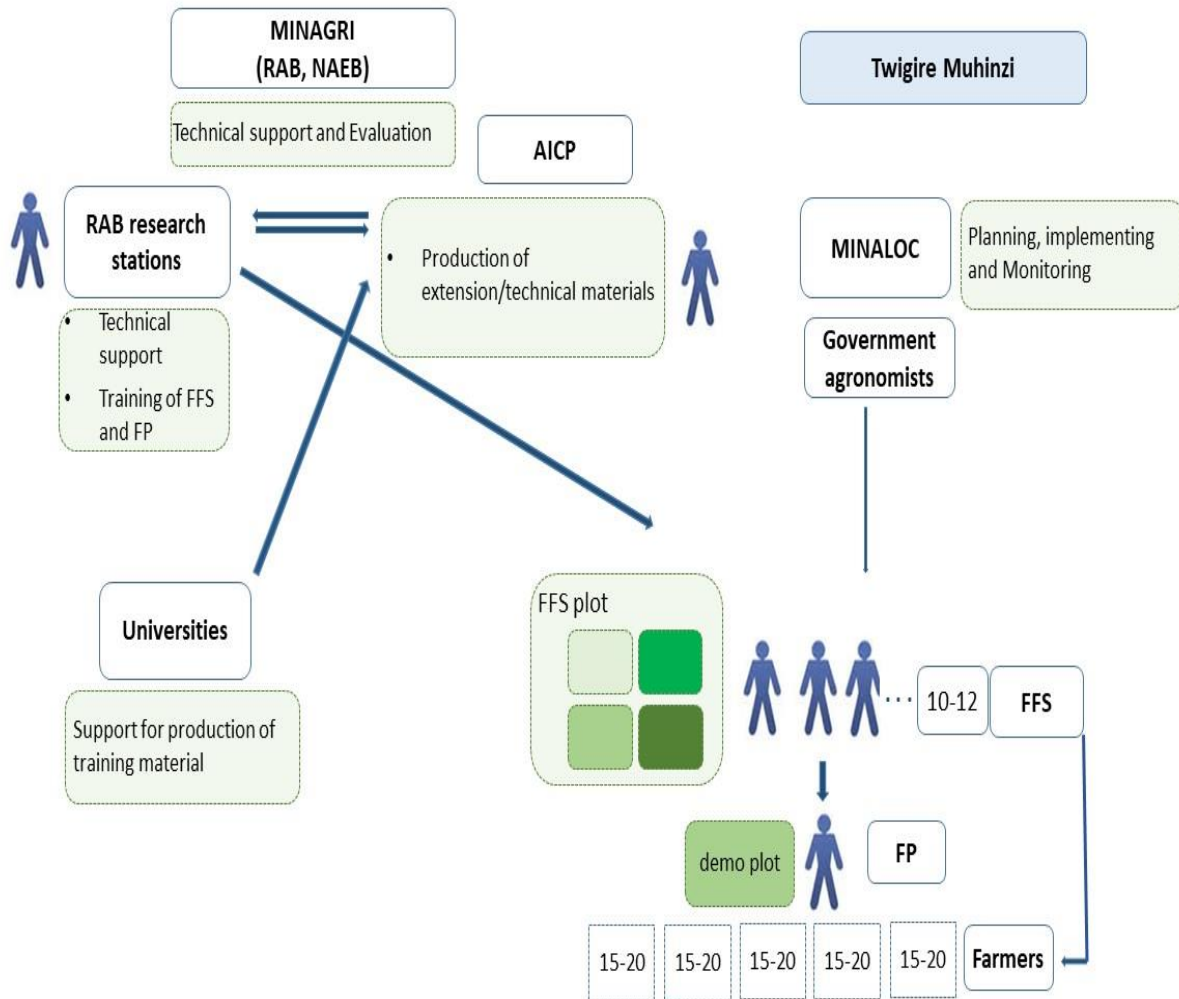 MINAGRI
(RAB, NAEB)
Twigire Muhinzi
Technical support and Evaluation
AICP
RAB research
stations
• Production of
extension/technical materials
MINALOC
Planning, implementing
and Monitoring
• Technical
support
• Training of FFS
and FP
Government
agronomists
Universities
Support for production of
training material
FFS plot
... 10-12 FFS
demo plot
FP
15-20 15-20 15-20 15-20 15-20 Farmers